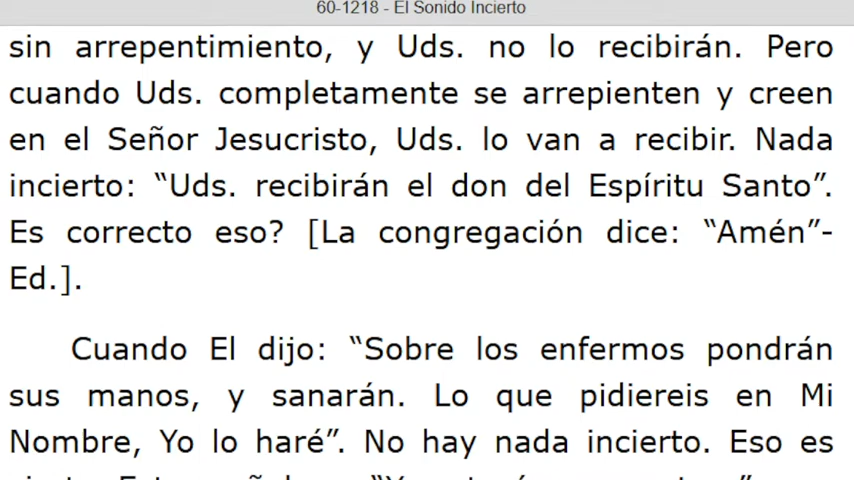 60-1218 - El Sonido Incierto
sin arrepentimiento, y Uds. no lo recibirán. Pero
cuando Uds. completamente se arrepienten y creen
en el Señor Jesucristo, Uds. lo van a recibir. Nada
incierto: “Uds. recibirán el don del Espíritu Santo”.
Es correcto eso? [La congregación dice: “Amén”-
Ed.].
Cuando El dijo: “Sobre los enfermos pondrán
sus manos, y sanarán. Lo que pidiereis en Mi
Nombre, Yo lo haré”. No hay nada incierto. Eso es